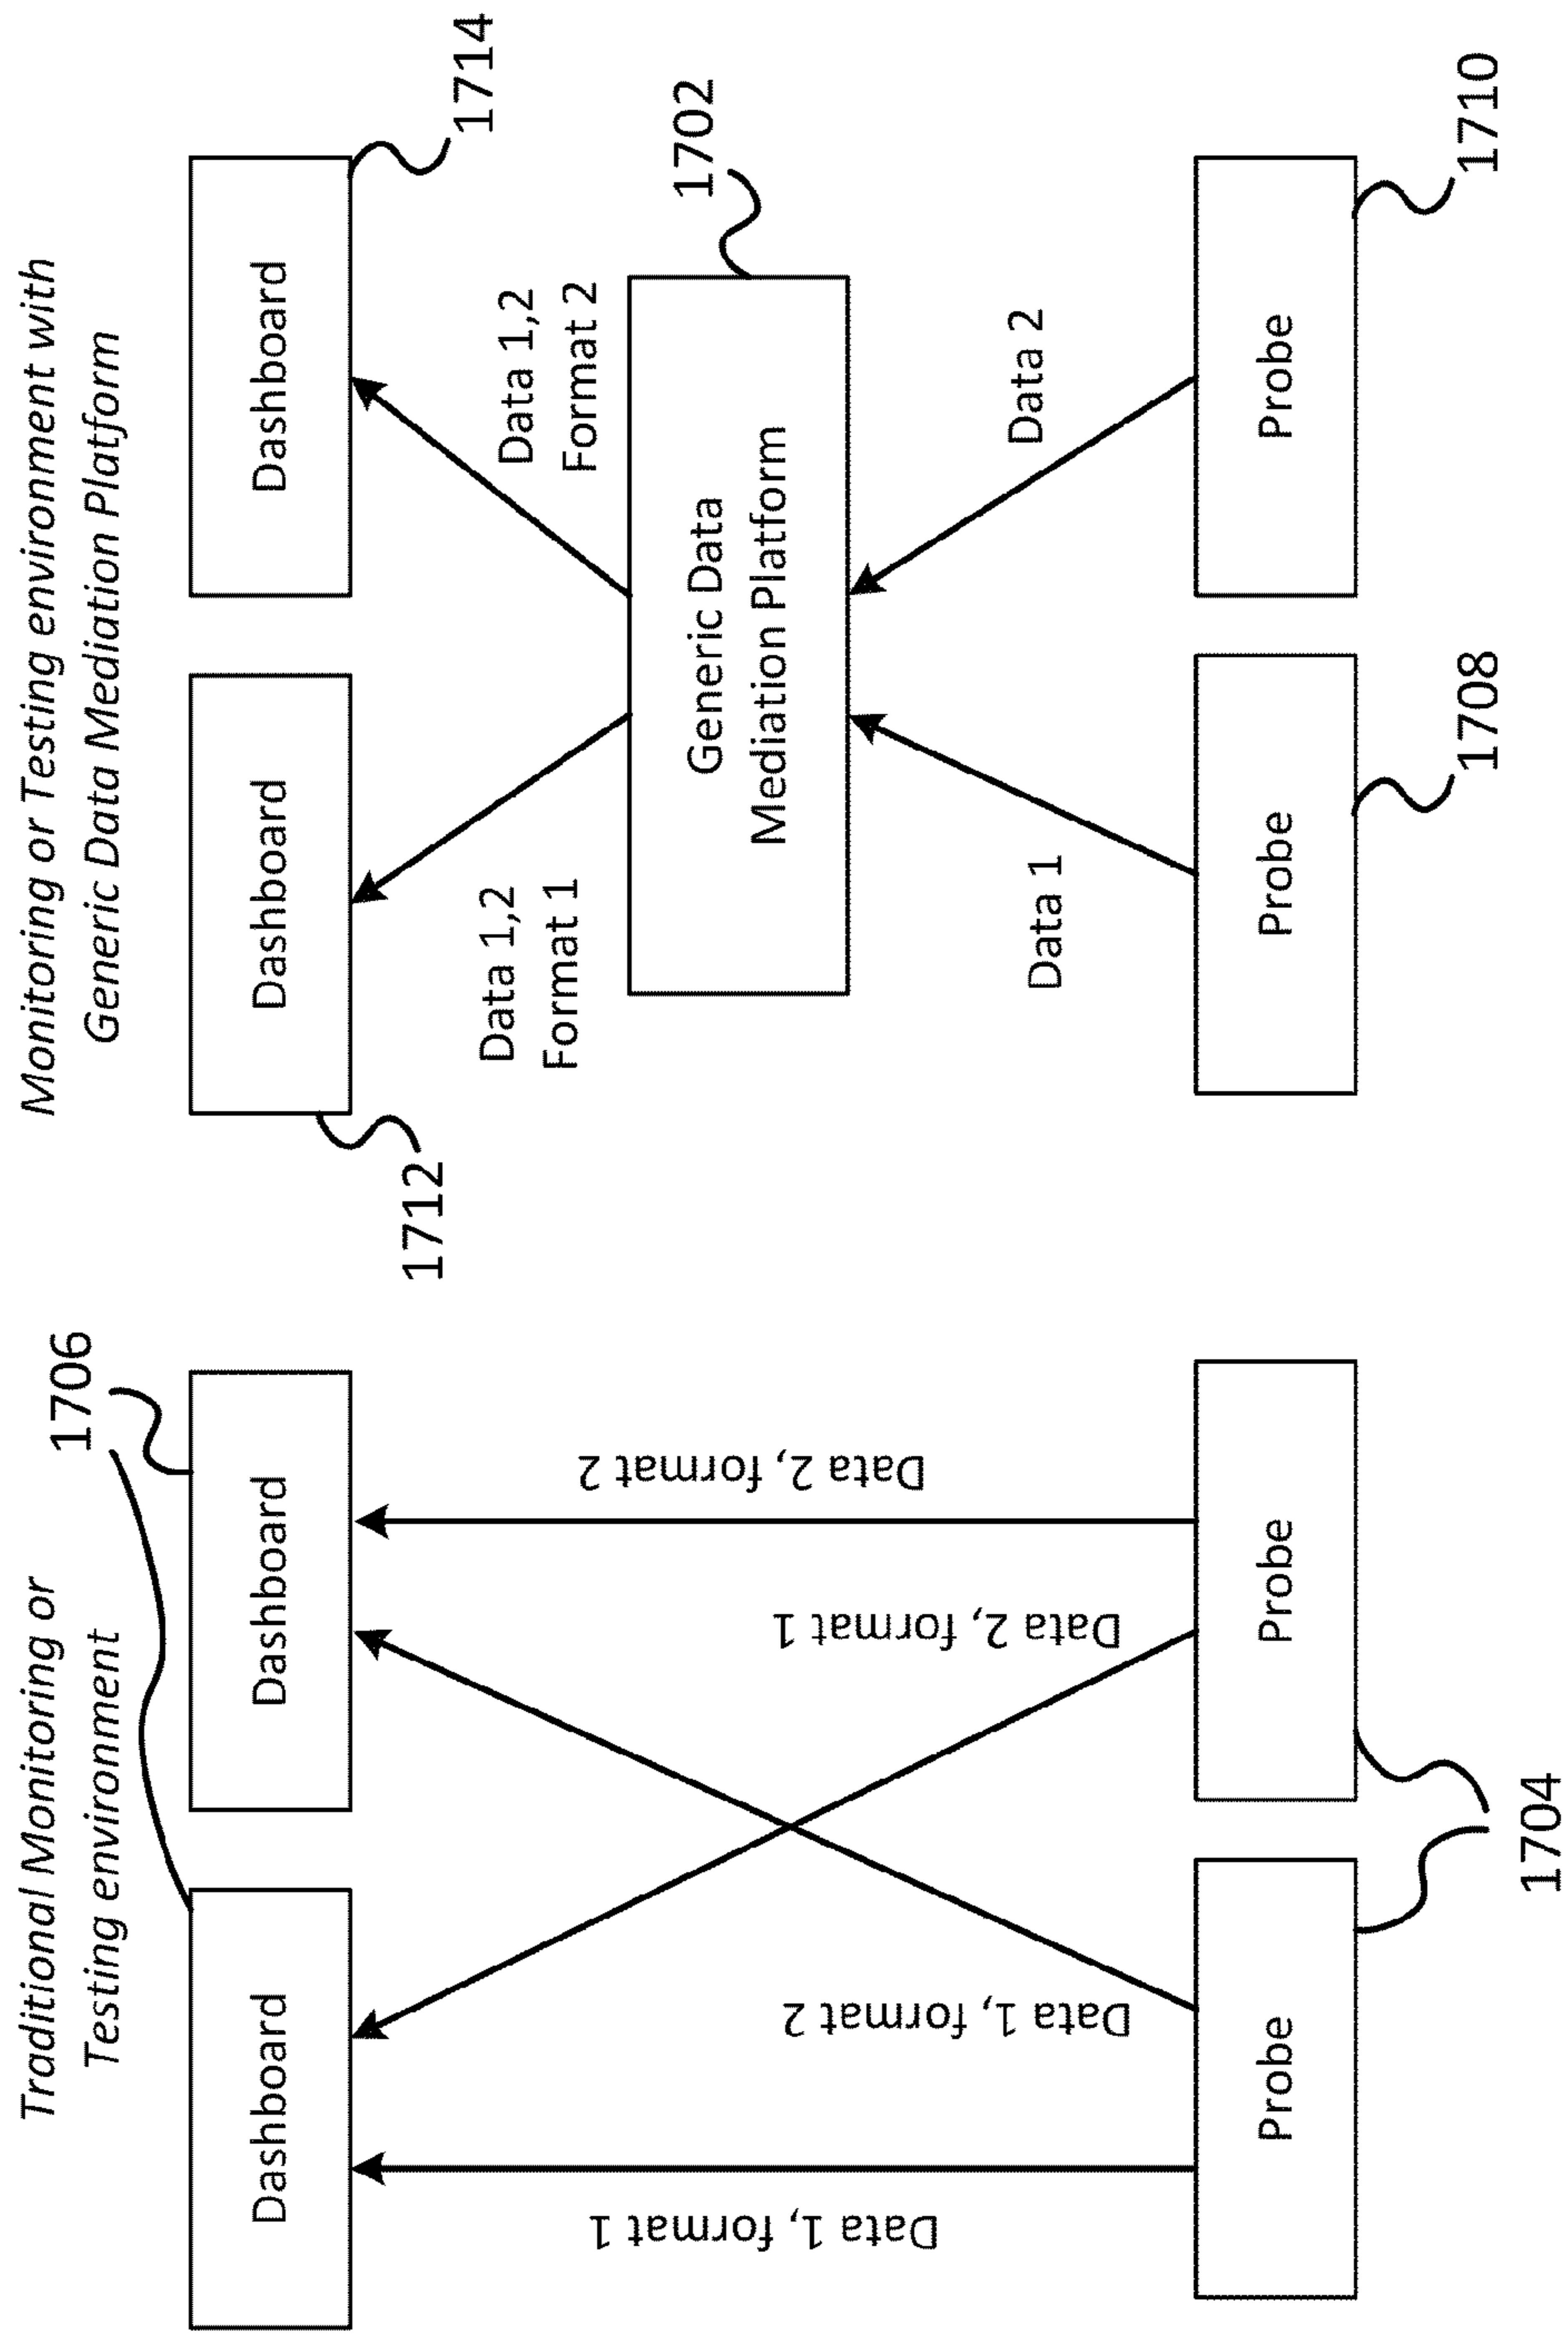 Traditional Monitoring or
Testing environment
1706
Dashboard
Dashboard
Data 1, format 1
Data 1, format 2
Data 2, format 1
Data 2, format 2
Probe
Probe
1704
Monitoring or Testing environment with
Generic Data Mediation Platform
Dashboard
Dashboard
1712
1714
Data 1,2
Format 1
Data 1,2
Format 2
1702
Generic Data
Mediation Platform
Data 1
Data 2
Probe
Probe
1708
1710